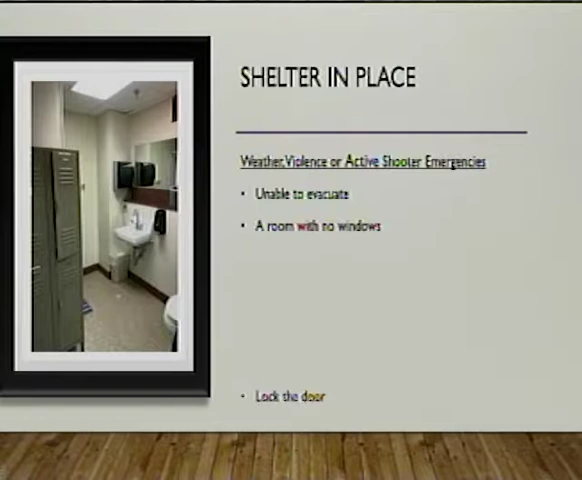 SHELTER IN PLACE
Weather, Violence or Active Shooter Emergencies
• Unable to evacuate
• A room with no windows
• Lock the door